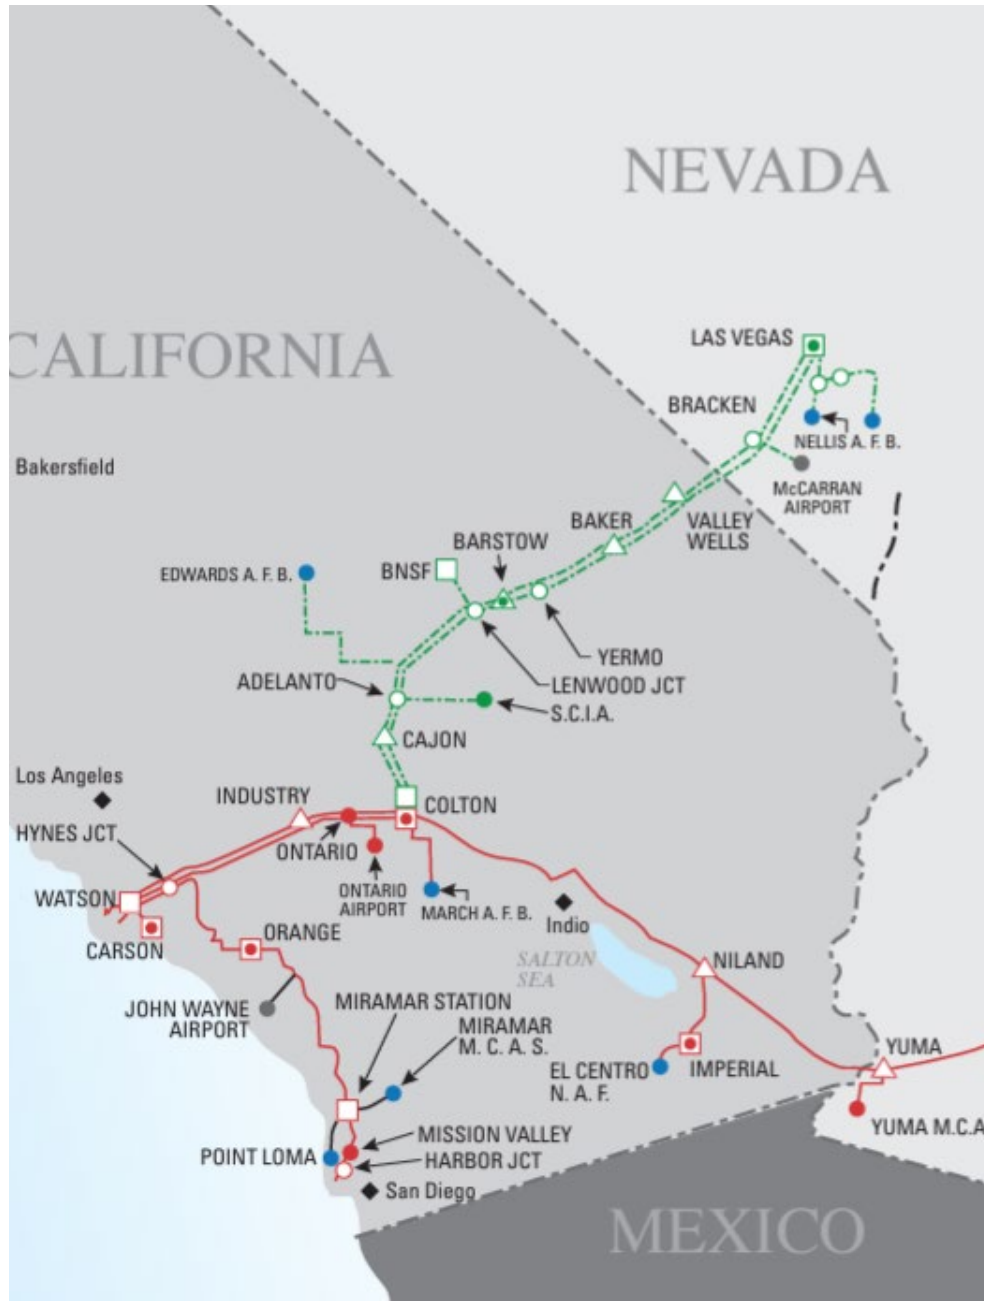 NEVADA
CALIFORNIA
LAS VEGAS
BRACKEN
NELLIS A. F. B.
Bakersfield
McCARRAN
AIRPORT
BAKER
VALLEY
WELLS
BARSTOW
BNSF
EDWARDS A. F. B.
YERMO
LENWOOD JCT
ADELANTO
S.C.I.A.
CAJON
Los Angeles
INDUSTRY
COLTON
HYNES JCT
ONTARIO
WATSON
ONTARIO
AIRPORT
MARCH A. F. B.
Indio
CARSON
ORANGE
SALTON
SEA
NILAND
JOHN WAYNE
AIRPORT
MIRAMAR STATION
MIRAMAR
M. C. A. S.
YUMA
EL CENTRO
N. A. F.
IMPERIAL
YUMA M.C.A
MISSION VALLEY
POINT LOMA
HARBOR JCT
San Diego
MEXICO